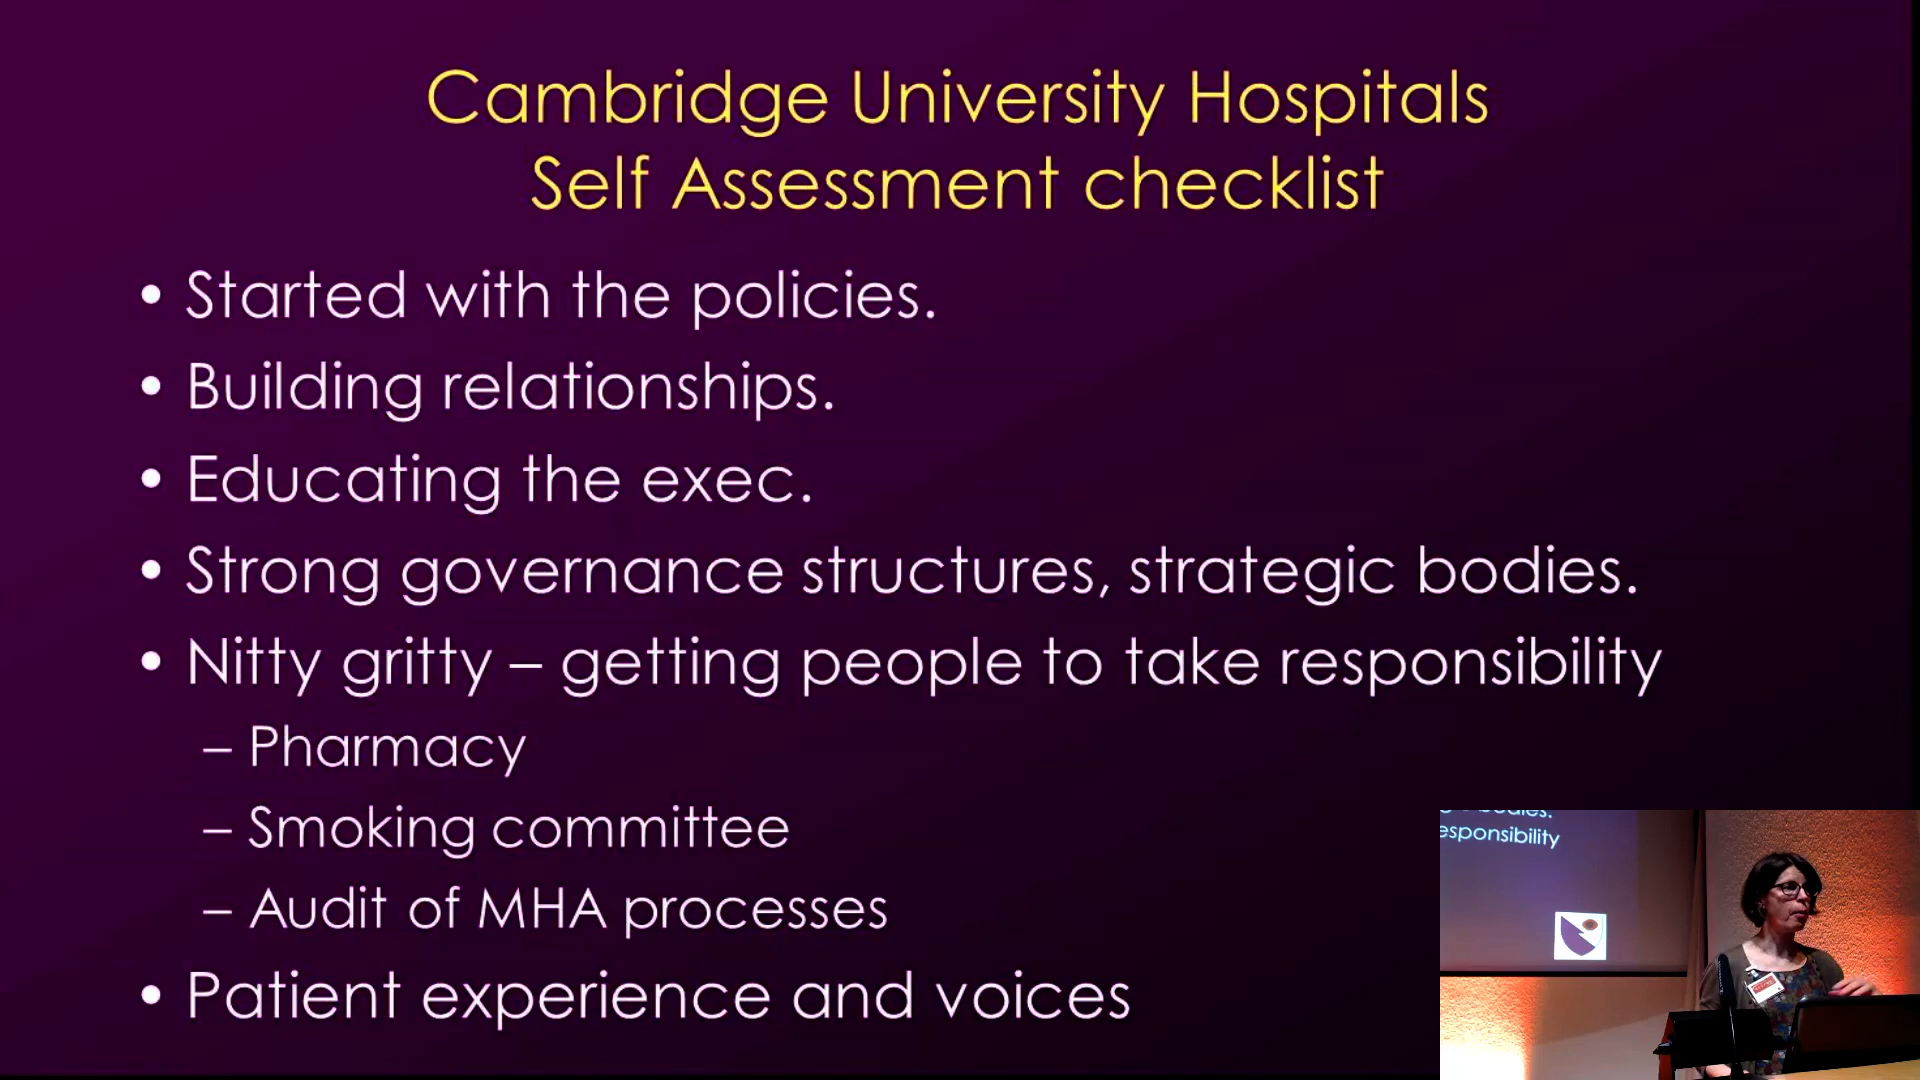 Cambridge University Hospitals
Self Assessment checklist
• Started with the policies.
• Building relationships.
• Educating the exec.
• Strong governance structures, strategic bodies.
• Nitty gritty – getting people to take responsibility
– Pharmacy
– Smoking committee
– Audit of MHA processes
• Patient experience and voices
bodies.
esponsibility